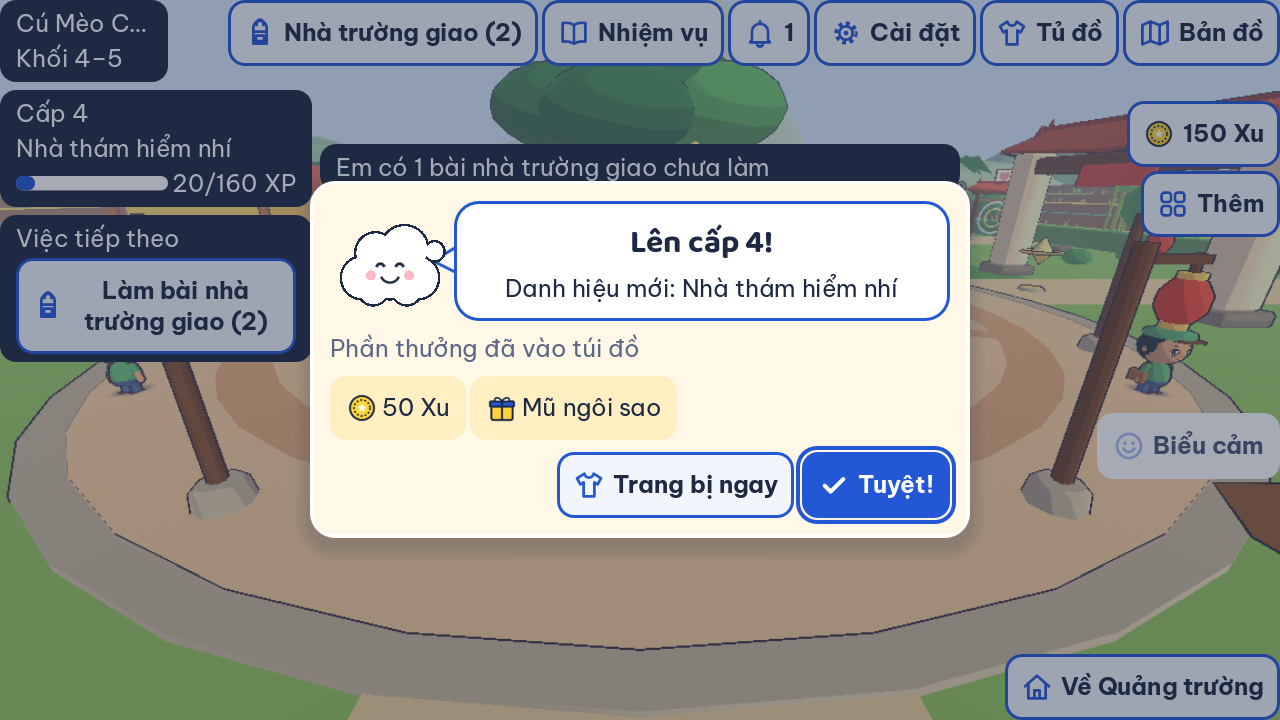 Cú Mèo C...
Khối 4–5
Nhà trường giao (2)
Nhiệm vụ
1
Cài đặt
Tủ đồ
Bản đồ
Cấp 4
Nhà thám hiểm nhí
20/160 XP
150 Xu
Thêm
Em có 1 bài nhà trường giao chưa làm
Việc tiếp theo
Làm bài nhà
trường giao (2)
Lên cấp 4!
Danh hiệu mới: Nhà thám hiểm nhí
Phần thưởng đã vào túi đồ
50 Xu
Mũ ngôi sao
Trang bị ngay
Tuyệt!
Biểu cảm
Về Quảng trường